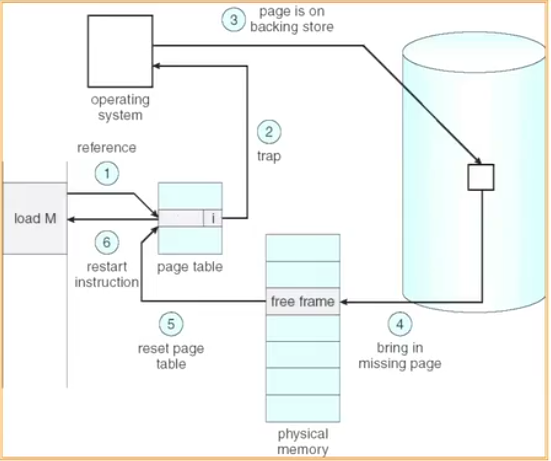 3
page is on
backing store
operating
system
2
trap
reference
1
load M
i
6
restart
instruction
page table
free frame
5
reset page
table
4
bring in
missing page
physical
memory